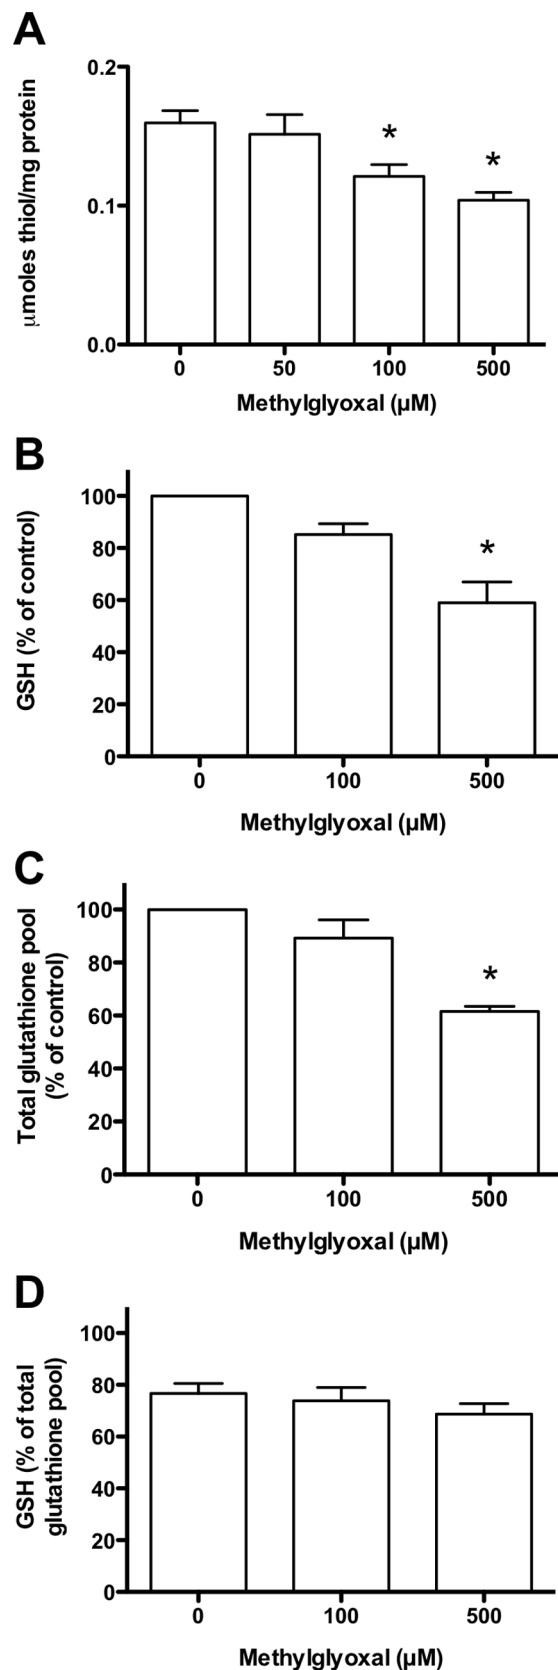 A
μmoles thiol/mg protein
0.2
0.1
0.0
*
*
0 50 100 500
Methylglyoxal (μM)
B
GSH (% of control)
100
80
60
40
20
0
*
0 100 500
Methylglyoxal (μM)
C
Total glutathione pool
(% of control)
100
80
60
40
20
0
*
0 100 500
Methylglyoxal (μM)
D
GSH (% of total
glutathione pool)
100
80
60
40
20
0
0 100 500
Methylglyoxal (μM)